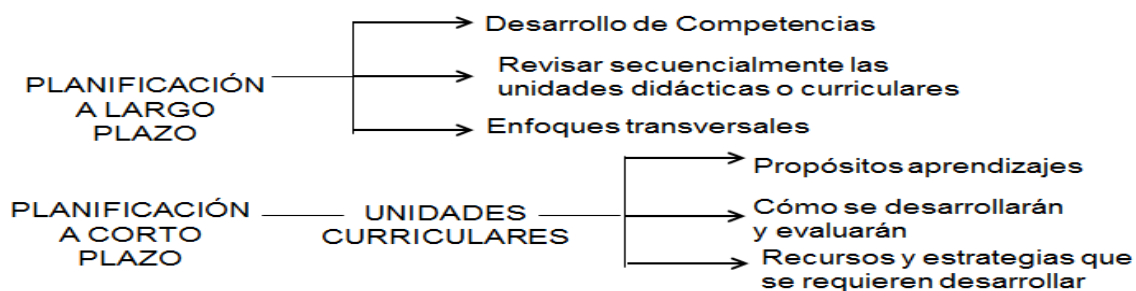 PLANIFICACIÓN
A LARGO
PLAZO
Desarrollo de Competencias
Revisar secuencialmente las
unidades didácticas o curriculares
Enfoques transversales
PLANIFICACIÓN
A CORTO
PLAZO
UNIDADES
CURRICULARES
Propósitos aprendizajes
Cómo se desarrollarán
y evaluarán
Recursos y estrategias que
se requieren desarrollar